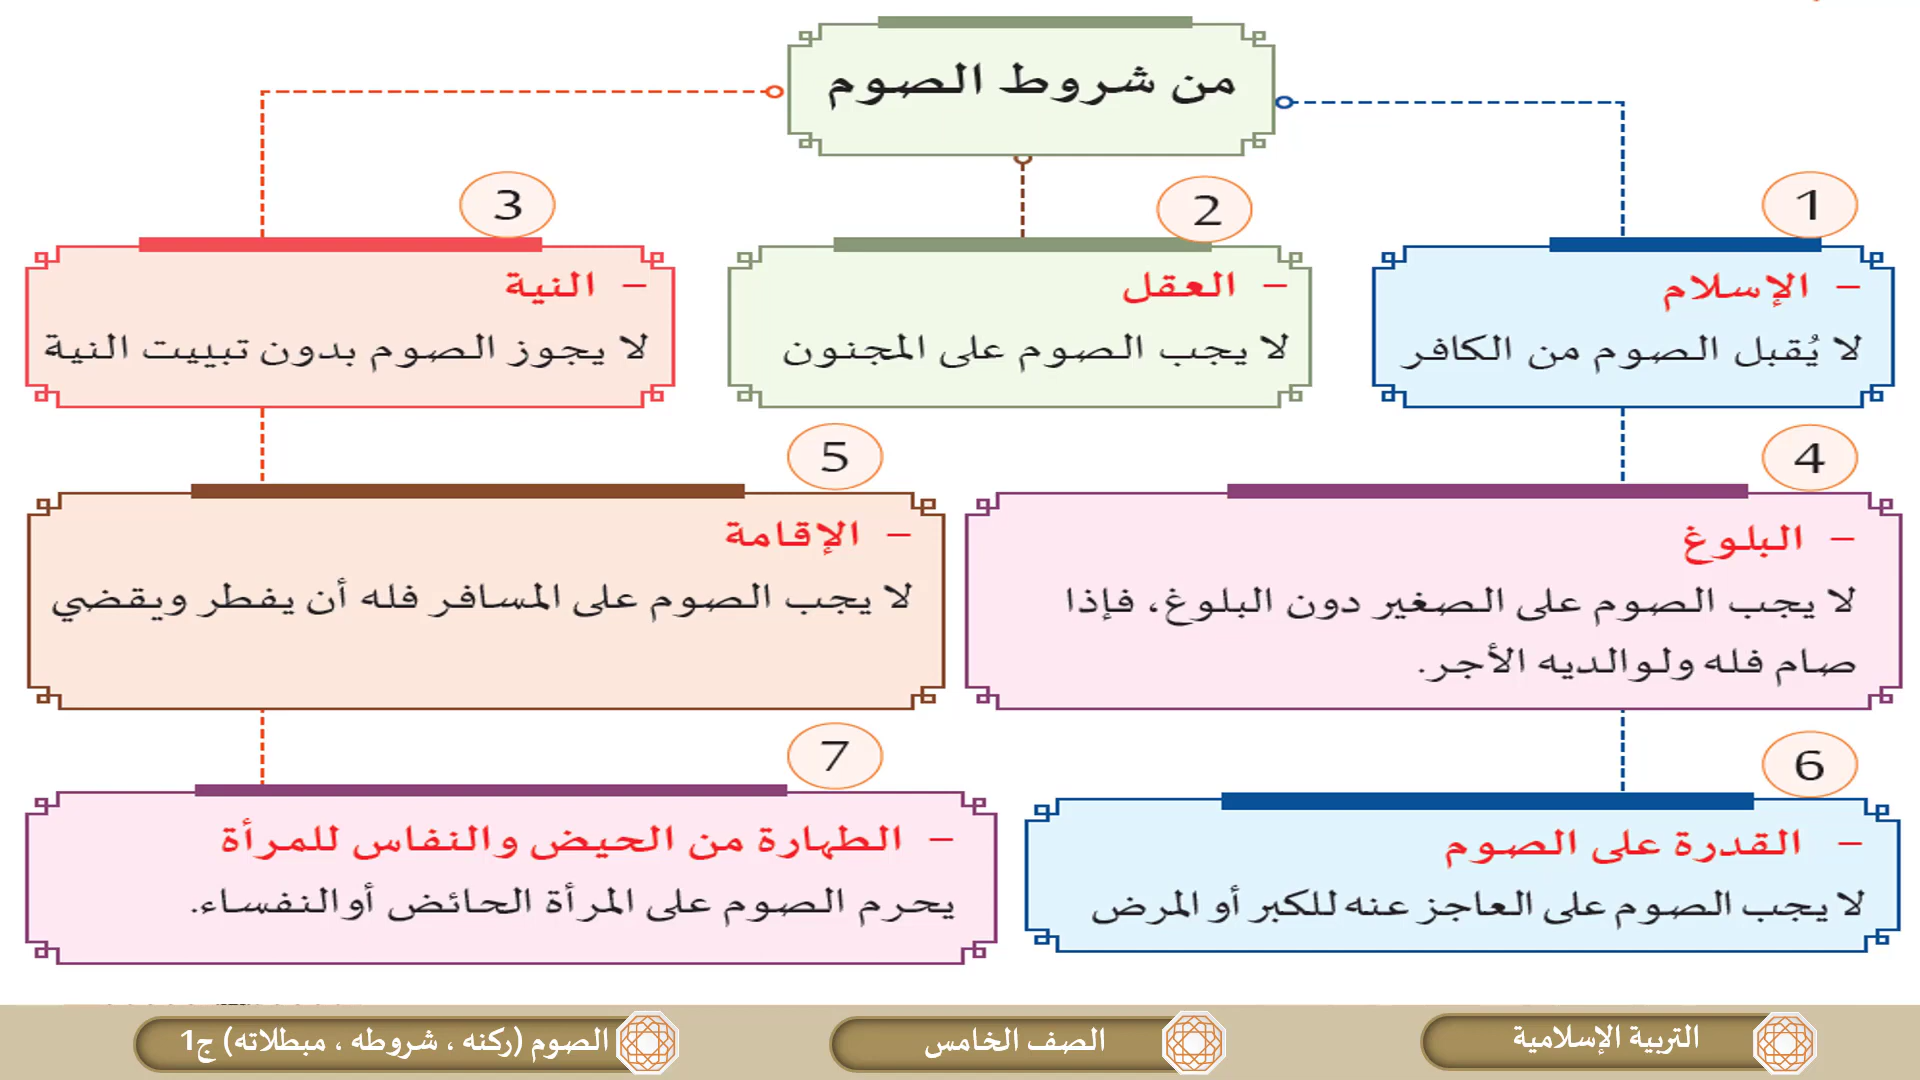 من شروط الصوم
1
– الإسلام
لا يُقبل الصوم من الكافر
2
– العقل
لا يجب الصوم على المجنون
3
– النية
لا يجوز الصوم بدون تبييت النية
4
– البلوغ
لا يجب الصوم على الصغير دون البلوغ، فإذا
صام فله ولوالديه الأجر.
5
– الإقامة
لا يجب الصوم على المسافر فله أن يفطر ويقضي
6
– القدرة على الصوم
لا يجب الصوم على العاجز عنه للكبر أو المرض
7
– الطهارة من الحيض والنفاس للمرأة
يحرم الصوم على المرأة الحائض أوالنفساء.
التربية الإسلامية
الصف الخامس
الصوم (ركنه ، شروطه ، مبطلاته) ج1